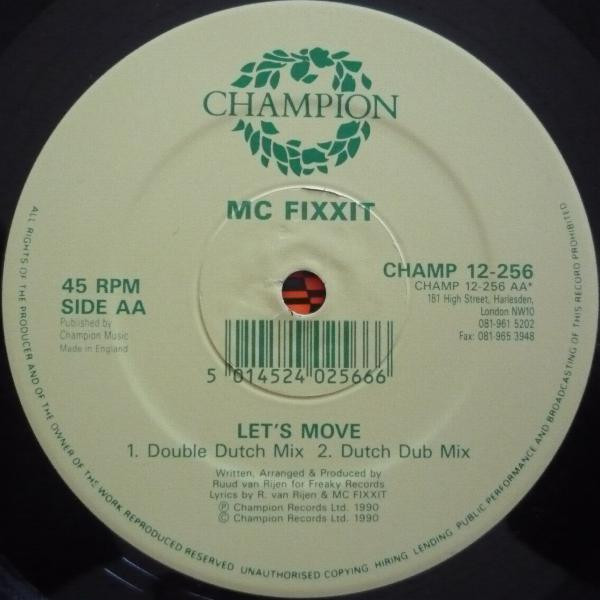 CHAMPION
MC FIXXIT
45 RPM
SIDE AA
Published by
Champion Music
Made in England
CHAMP 12-256
CHAMP 12-256 AA*
181 High Street, Harlesden,
London NW10
081-961 5202
Fax: 081-965 3948
5 014524 025666
LET'S MOVE
1. Double Dutch Mix 2. Dutch Dub Mix
Written, Arranged & Produced by
Ruud van Rijen for Freaky Records
Lyrics by R. van Rijen & MC FIXXIT
Ⓟ Champion Records Ltd. 1990
© Champion Records Ltd. 1990
ALL RIGHTS OF THE PRODUCER AND OF THE OWNER OF THE WORK REPRODUCED RESERVED UNAUTHORISED COPYING, HIRING, LENDING, PUBLIC PERFORMANCE AND BROADCASTING OF THIS RECORD PROHIBITED